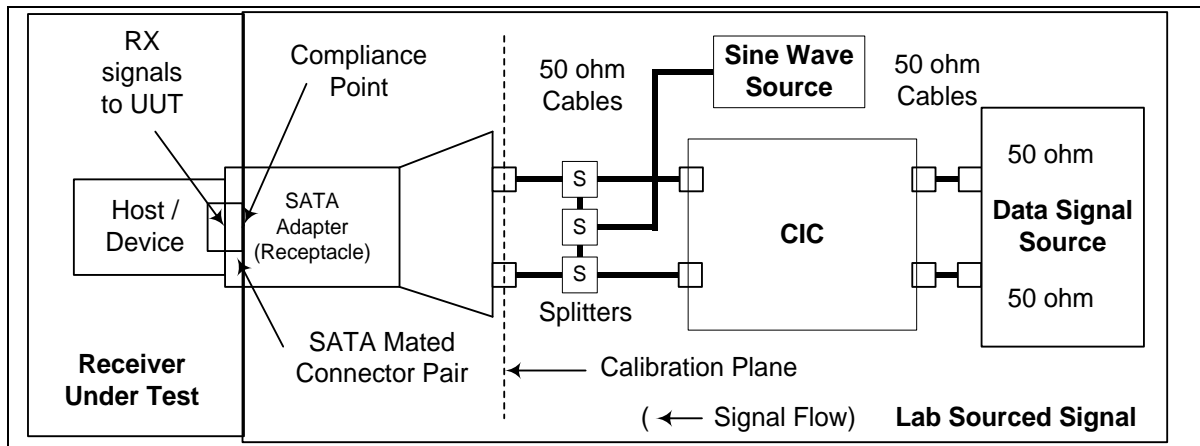 RX
signals
to UUT
Compliance
Point
50 ohm
Cables
Sine Wave
Source
50 ohm
Cables
Host /
Device
SATA
Adapter
(Receptacle)
S
S
S
Splitters
CIC
50 ohm
Data Signal
Source
50 ohm
Receiver
Under Test
SATA Mated
Connector Pair
Calibration Plane
( Signal Flow)
Lab Sourced Signal